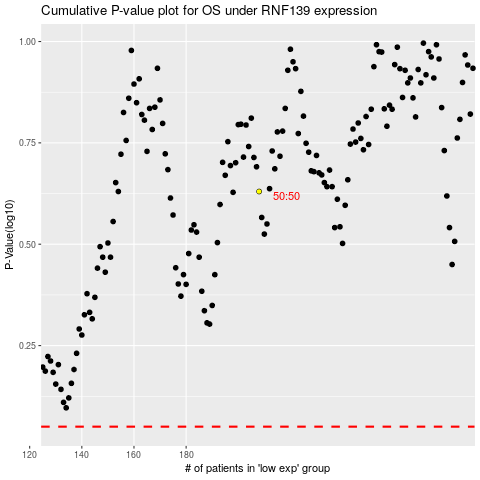 Cumulative P-value plot for OS under RNF139 expression
P-Value(log10)
1.00
0.75
0.50
0.25
50:50
120 140 160 180
# of patients in 'low exp' group